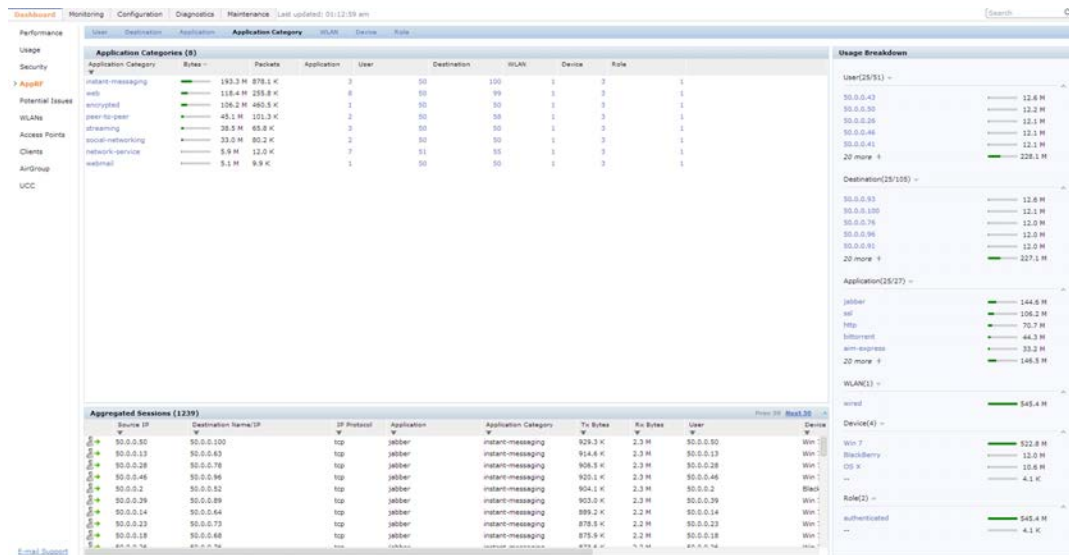 Dashboard Monitoring Configuration Diagnostics Maintenance Last updated: 01:12:59 am Search
Performance
Usage
Security
> AppRF
Potential Issues
WLANs
Access Points
Clients
AirGroup
UCC
E-mail Support
User Destination Application Application Category WLAN Device Role
Application Categories (8)
Application Category Bytes Packets Application User Destination WLAN Device Role
instant-messaging 193.3 M 878.1 K 3 50 100 1 3 1
web 118.4 M 255.8 K 8 50 99 1 3 1
encrypted 106.2 M 460.5 K 1 50 50 1 3 1
peer-to-peer 45.1 M 101.3 K 2 50 58 1 3 1
streaming 38.5 M 65.8 K 3 50 50 1 3 1
social-networking 33.0 M 80.2 K 2 50 50 1 3 1
network-service 5.9 M 12.0 K 7 51 55 1 3 1
webmail 5.1 M 9.9 K 1 50 50 1 3 1
Aggregated Sessions (1239) Prev 50 Next 50
Source IP Destination Name/IP IP Protocol Application Application Category Tx Bytes Rx Bytes User Device
50.0.0.50 50.0.0.100 tcp jabber instant-messaging 929.3 K 2.3 M 50.0.0.50 Win
50.0.0.13 50.0.0.63 tcp jabber instant-messaging 914.6 K 2.3 M 50.0.0.13 Win
50.0.0.28 50.0.0.78 tcp jabber instant-messaging 906.5 K 2.3 M 50.0.0.28 Win
50.0.0.46 50.0.0.96 tcp jabber instant-messaging 920.1 K 2.3 M 50.0.0.46 Win
50.0.0.2 50.0.0.52 tcp jabber instant-messaging 904.1 K 2.3 M 50.0.0.2 Black
50.0.0.39 50.0.0.89 tcp jabber instant-messaging 903.0 K 2.3 M 50.0.0.39 Win
50.0.0.14 50.0.0.64 tcp jabber instant-messaging 889.2 K 2.2 M 50.0.0.14 Win
50.0.0.23 50.0.0.73 tcp jabber instant-messaging 878.5 K 2.2 M 50.0.0.23 Win
50.0.0.18 50.0.0.68 tcp jabber instant-messaging 875.9 K 2.2 M 50.0.0.18 Win
Usage Breakdown
User(25/51)
50.0.0.43 12.6 M
50.0.0.50 12.2 M
50.0.0.26 12.1 M
50.0.0.46 12.1 M
50.0.0.41 12.1 M
20 more + 228.1 M
Destination(25/105)
50.0.0.93 12.6 M
50.0.0.100 12.1 M
50.0.0.76 12.0 M
50.0.0.96 12.0 M
50.0.0.91 12.0 M
20 more + 227.1 M
Application(25/27)
jabber 144.6 M
ssl 106.2 M
http 70.7 M
bittorrent 44.3 M
aim-express 33.2 M
20 more + 146.5 M
WLAN(1)
wired 545.4 M
Device(4)
Win 7 522.8 M
BlackBerry 12.0 M
OS X 10.6 M
-- 4.1 K
Role(2)
authenticated 545.4 M
-- 4.1 K